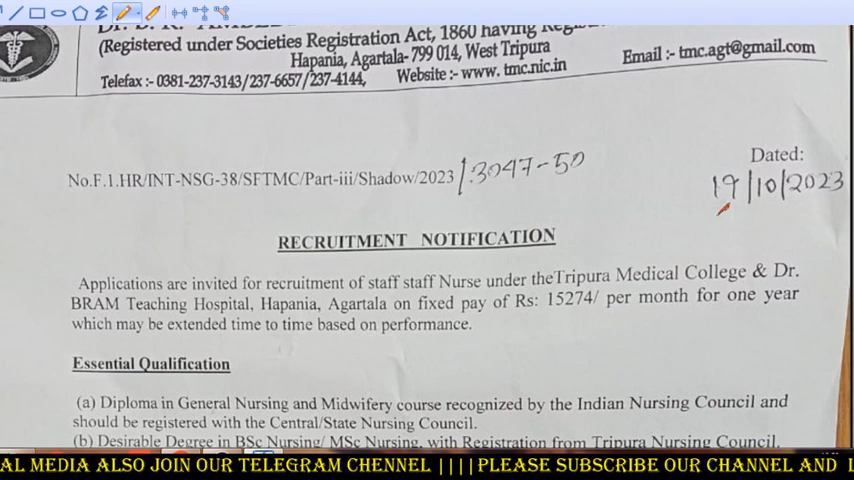 (Registered under Societies Registration Act, 1860 having
Hapania, Agartala- 799 014, West Tripura
Telefax :- 0381-237-3143/237-6657/237-4144, Website :- www. tmc.nic.in Email :- tmc.agt@gmail.com
No.F.1.HR/INT-NSG-38/SFTMC/Part-iii/Shadow/2023/3047-50
Dated:
19/10/2023
RECRUITMENT NOTIFICATION
Applications are invited for recruitment of staff staff Nurse under theTripura Medical College & Dr.
BRAM Teaching Hospital, Hapania, Agartala on fixed pay of Rs: 15274/ per month for one year
which may be extended time to time based on performance.
Essential Qualification
(a) Diploma in General Nursing and Midwifery course recognized by the Indian Nursing Council and
should be registered with the Central/State Nursing Council.
(b) Desirable Degree in BSc Nursing/ MSc Nursing, with Registration from Tripura Nursing Council.
AL MEDIA ALSO JOIN OUR TELEGRAM CHENNEL ||||PLEASE SUBSCRIBE OUR CHANNEL AND L